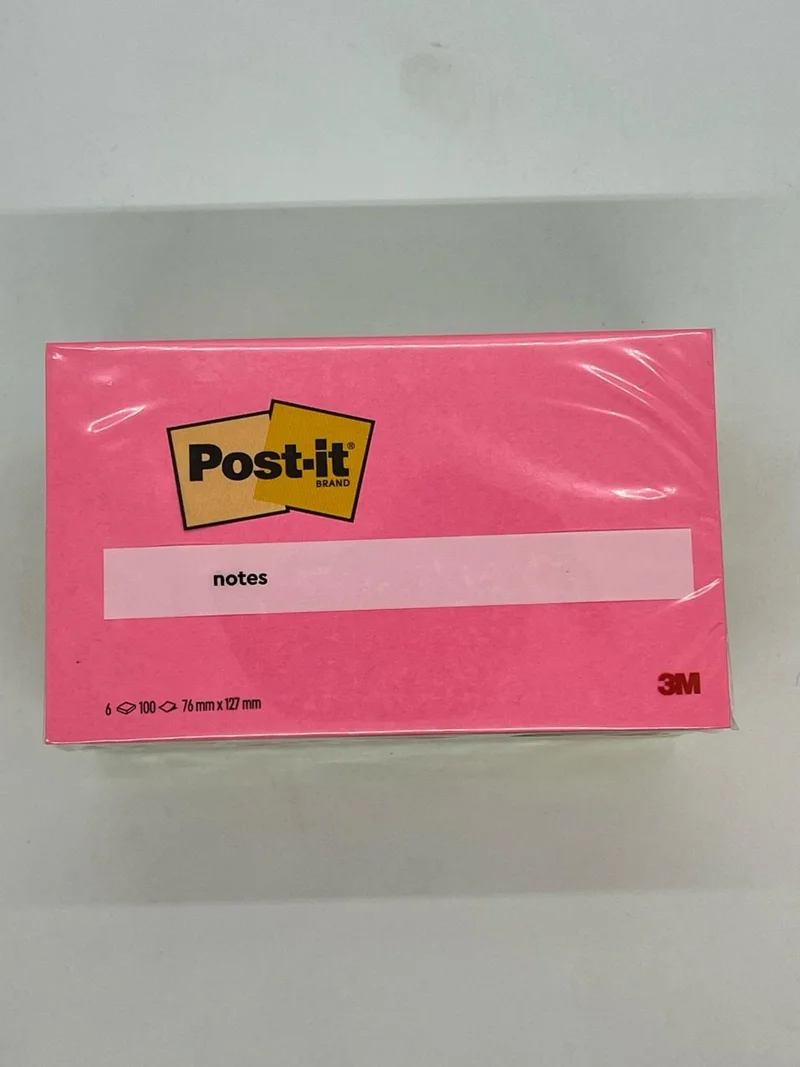 Post-it®
BRAND
notes
6 100 76 mm x 127 mm
3M